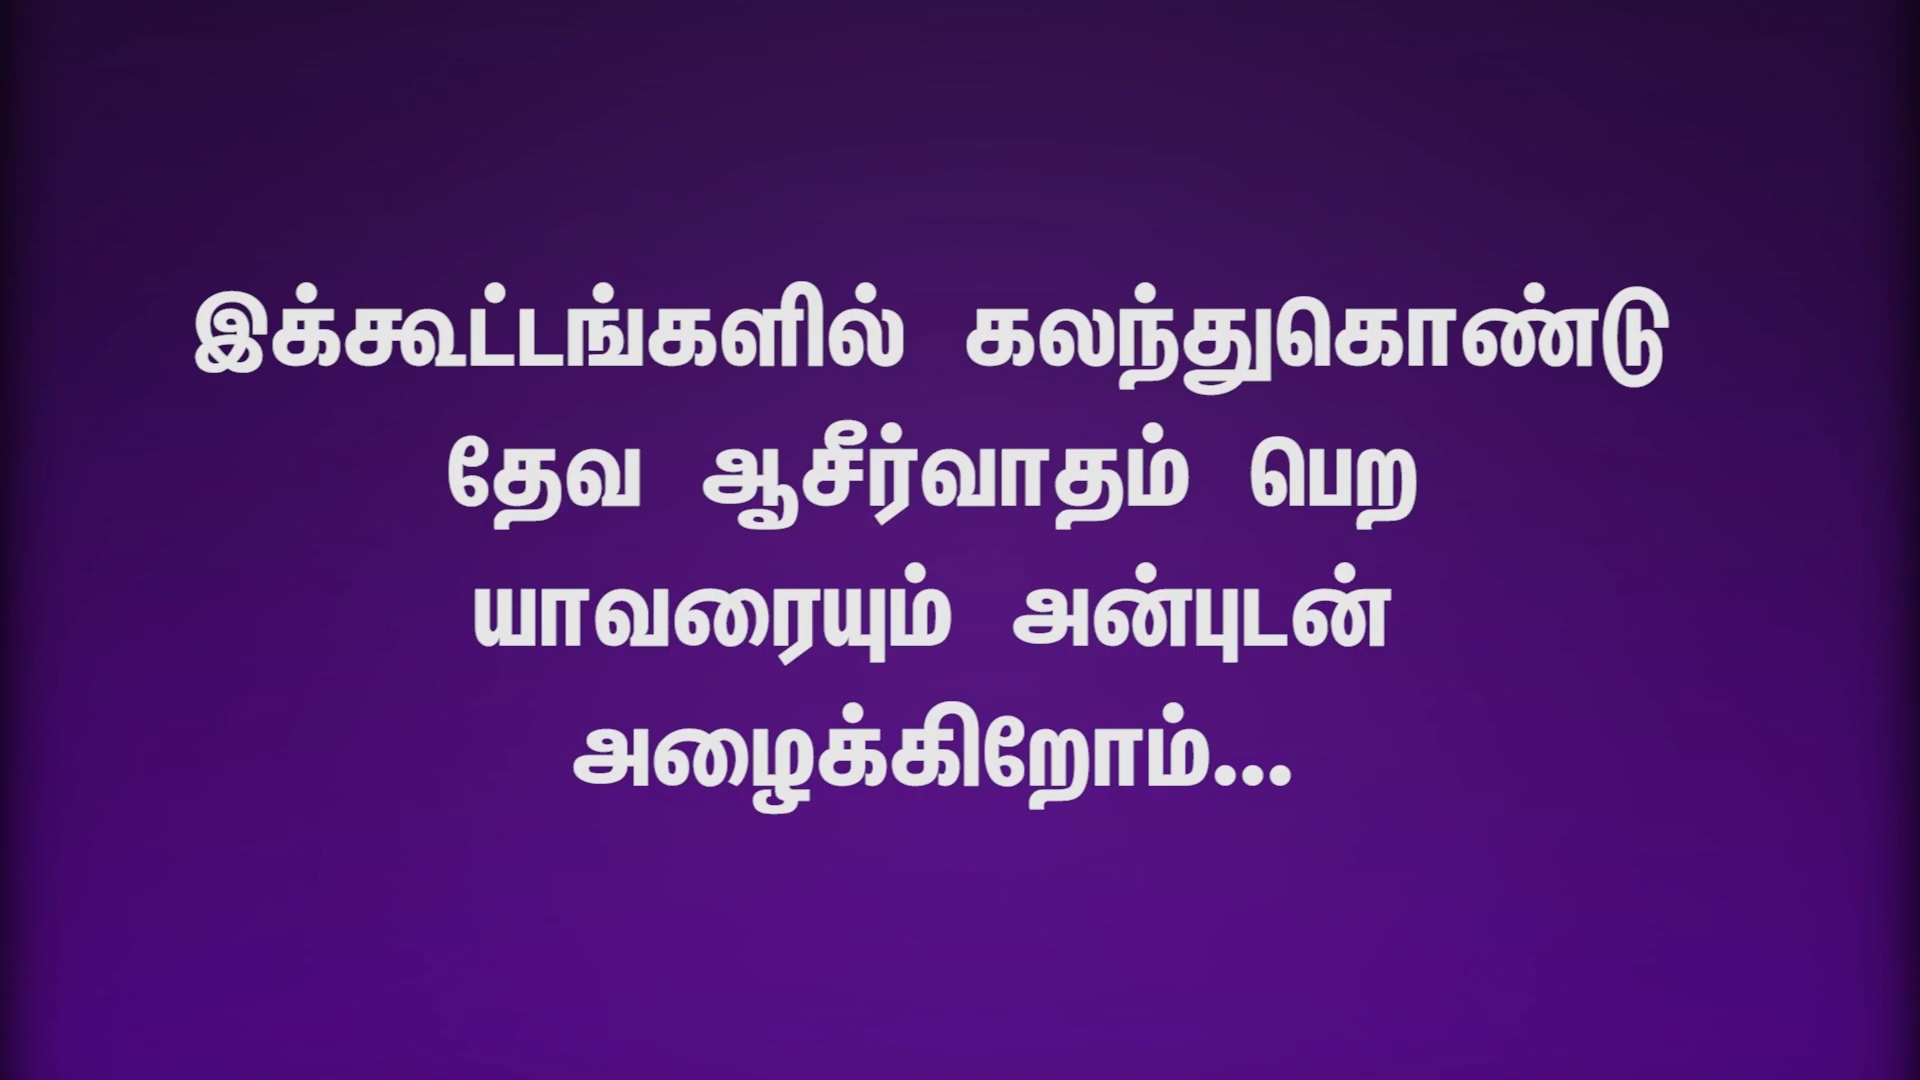 இக்கூட்டங்களில் கலந்துகொண்டு
தேவ ஆசீர்வாதம் பெற
யாவரையும் அன்புடன்
அழைக்கிறோம்...